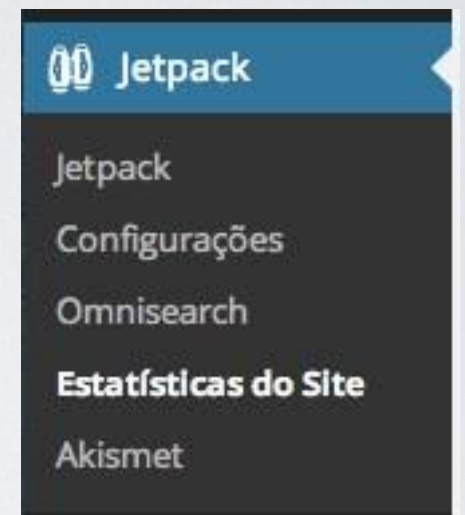 Jetpack
Jetpack
Configurações
Omnisearch
Estatísticas do Site
Akismet